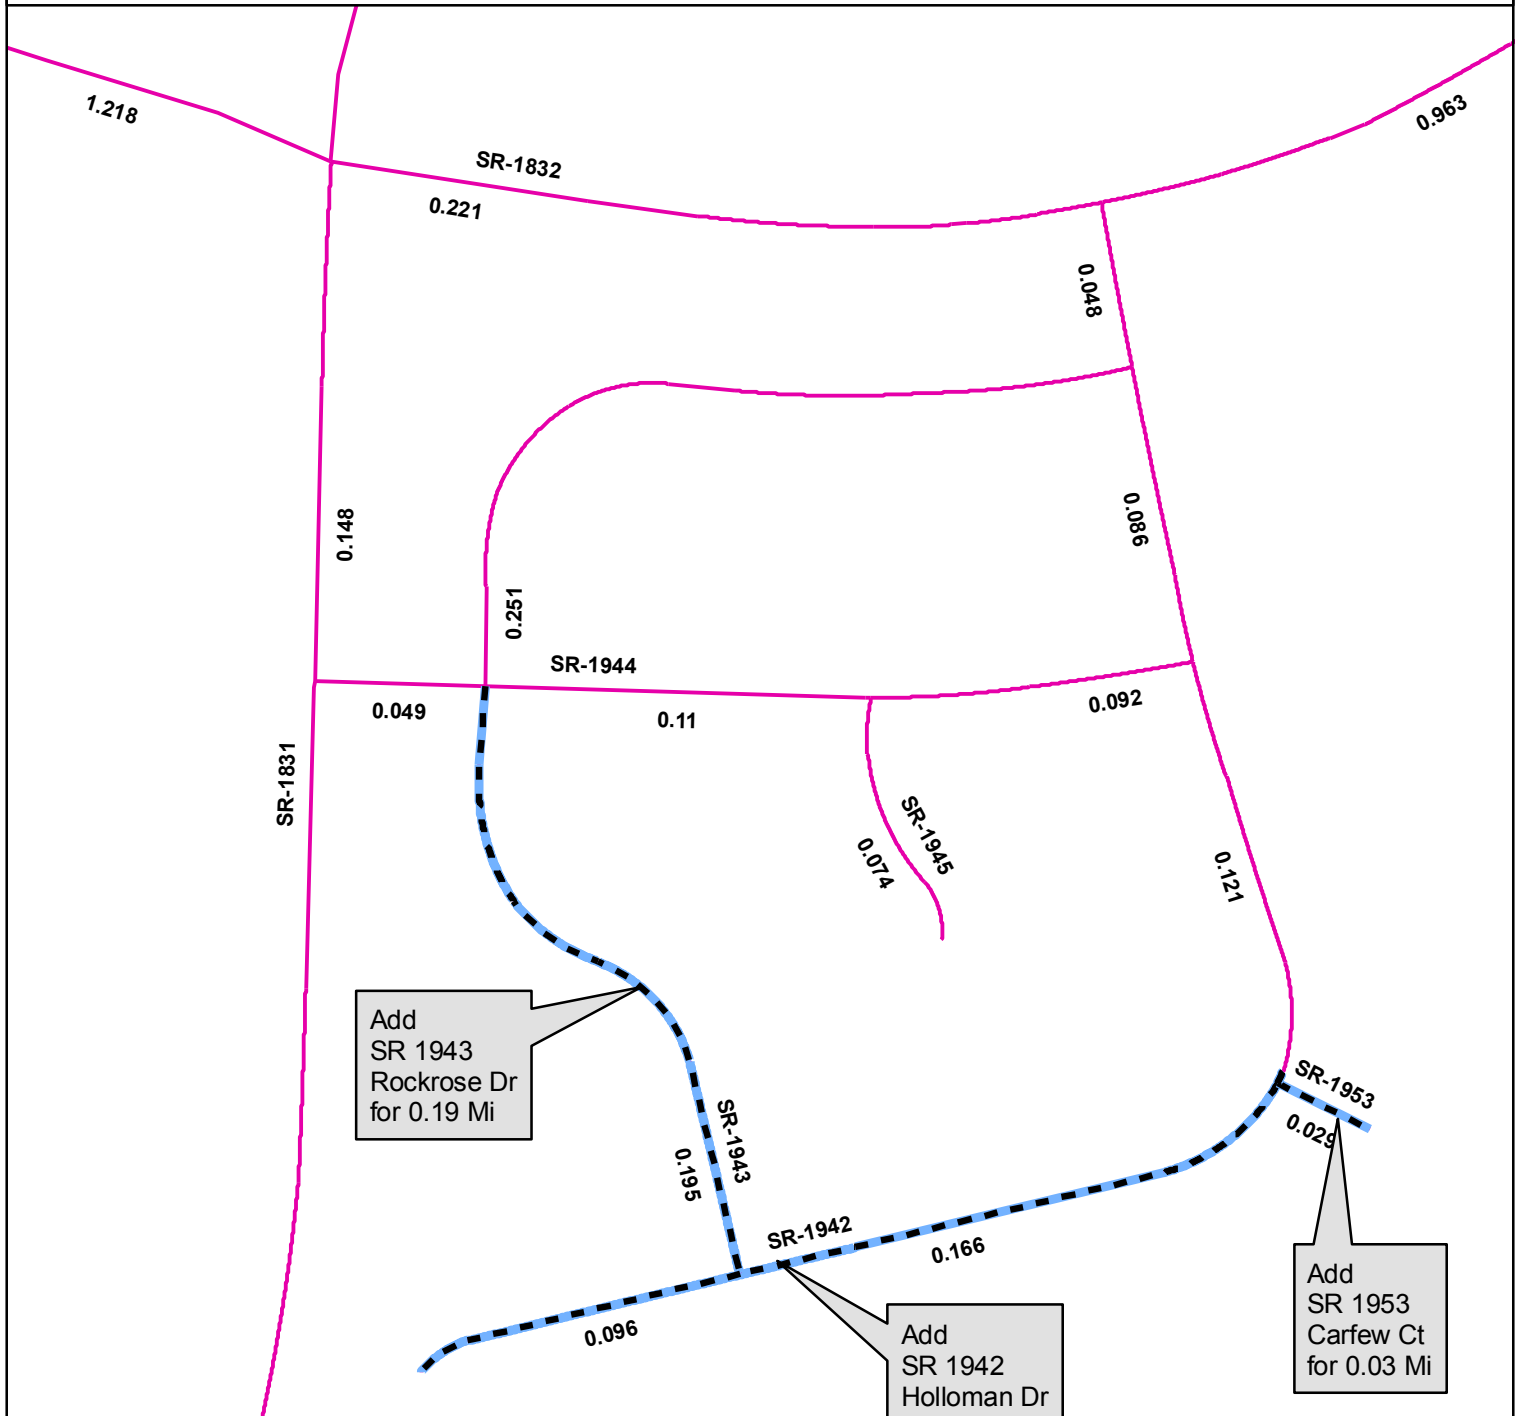 1.218
0.963
SR-1832
0.221
0.048
0.148
0.086
0.251
SR-1944
0.049
0.11
0.092
SR-1831
SR-1945
0.074
0.121
Add
SR 1943
Rockrose Dr
for 0.19 Mi
SR-1943
0.195
SR-1953
0.029
SR-1942
0.166
0.096
Add
SR 1942
Holloman Dr
Add
SR 1953
Carfew Ct
for 0.03 Mi